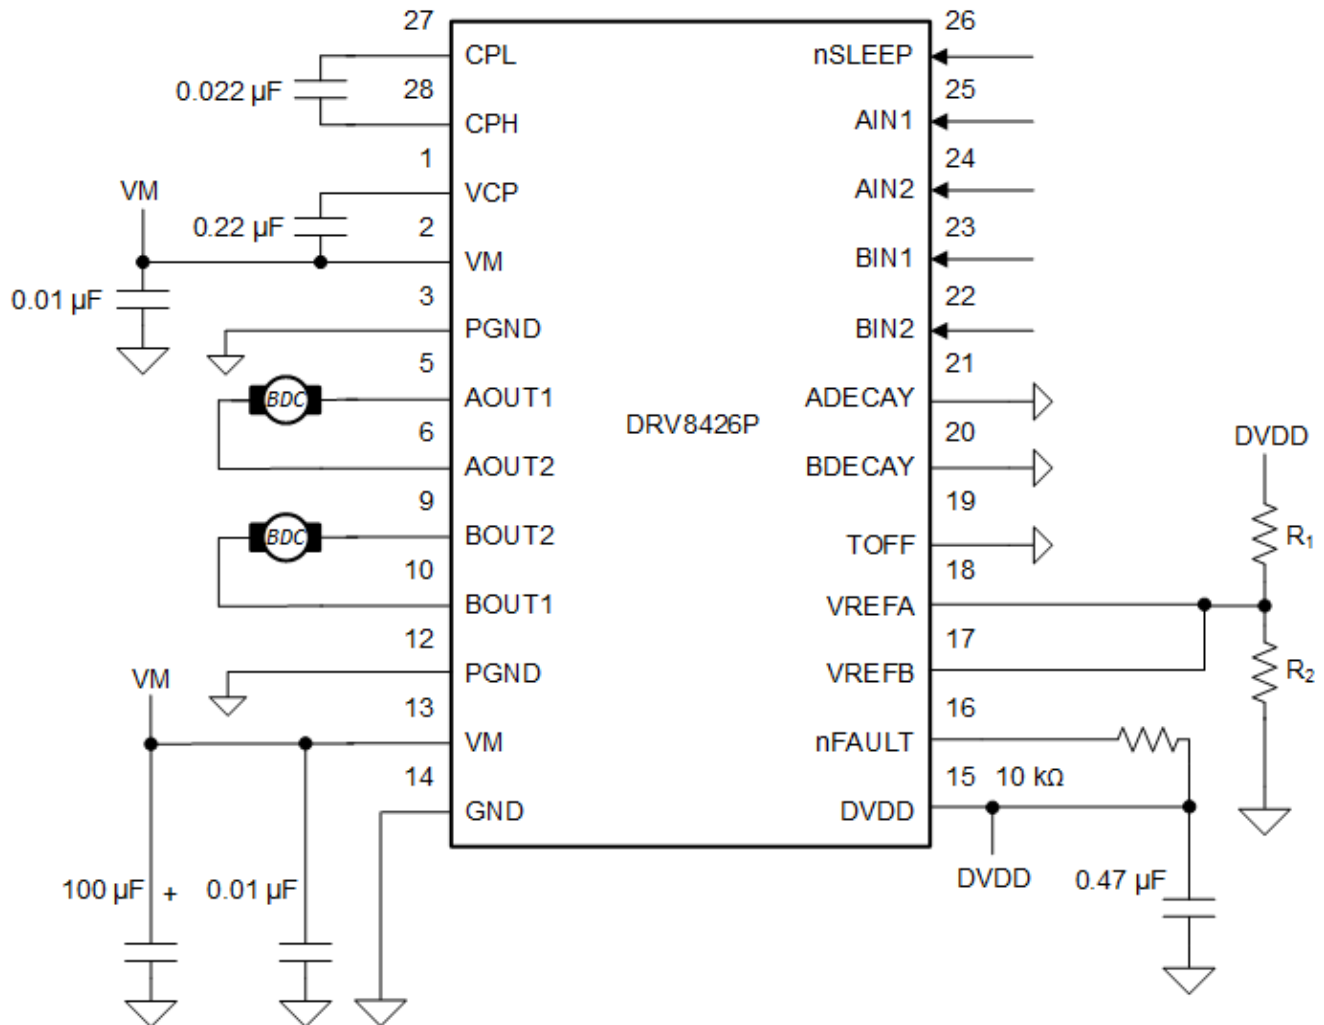 27
CPL
0.022 µF
28
CPH
1
VCP
VM
0.22 µF
2
VM
0.01 µF
3
PGND
5
BDC
AOUT1
6
AOUT2
9
BDC
BOUT2
10
BOUT1
12
PGND
VM
13
VM
14
GND
100 µF +
0.01 µF
DRV8426P
26
nSLEEP
25
AIN1
24
AIN2
23
BIN1
22
BIN2
21
ADECAY
20
BDECAY
19
TOFF
18
VREFA
17
VREFB
16
nFAULT
15
10 kΩ
DVDD
DVDD
0.47 µF
DVDD
R1
R2